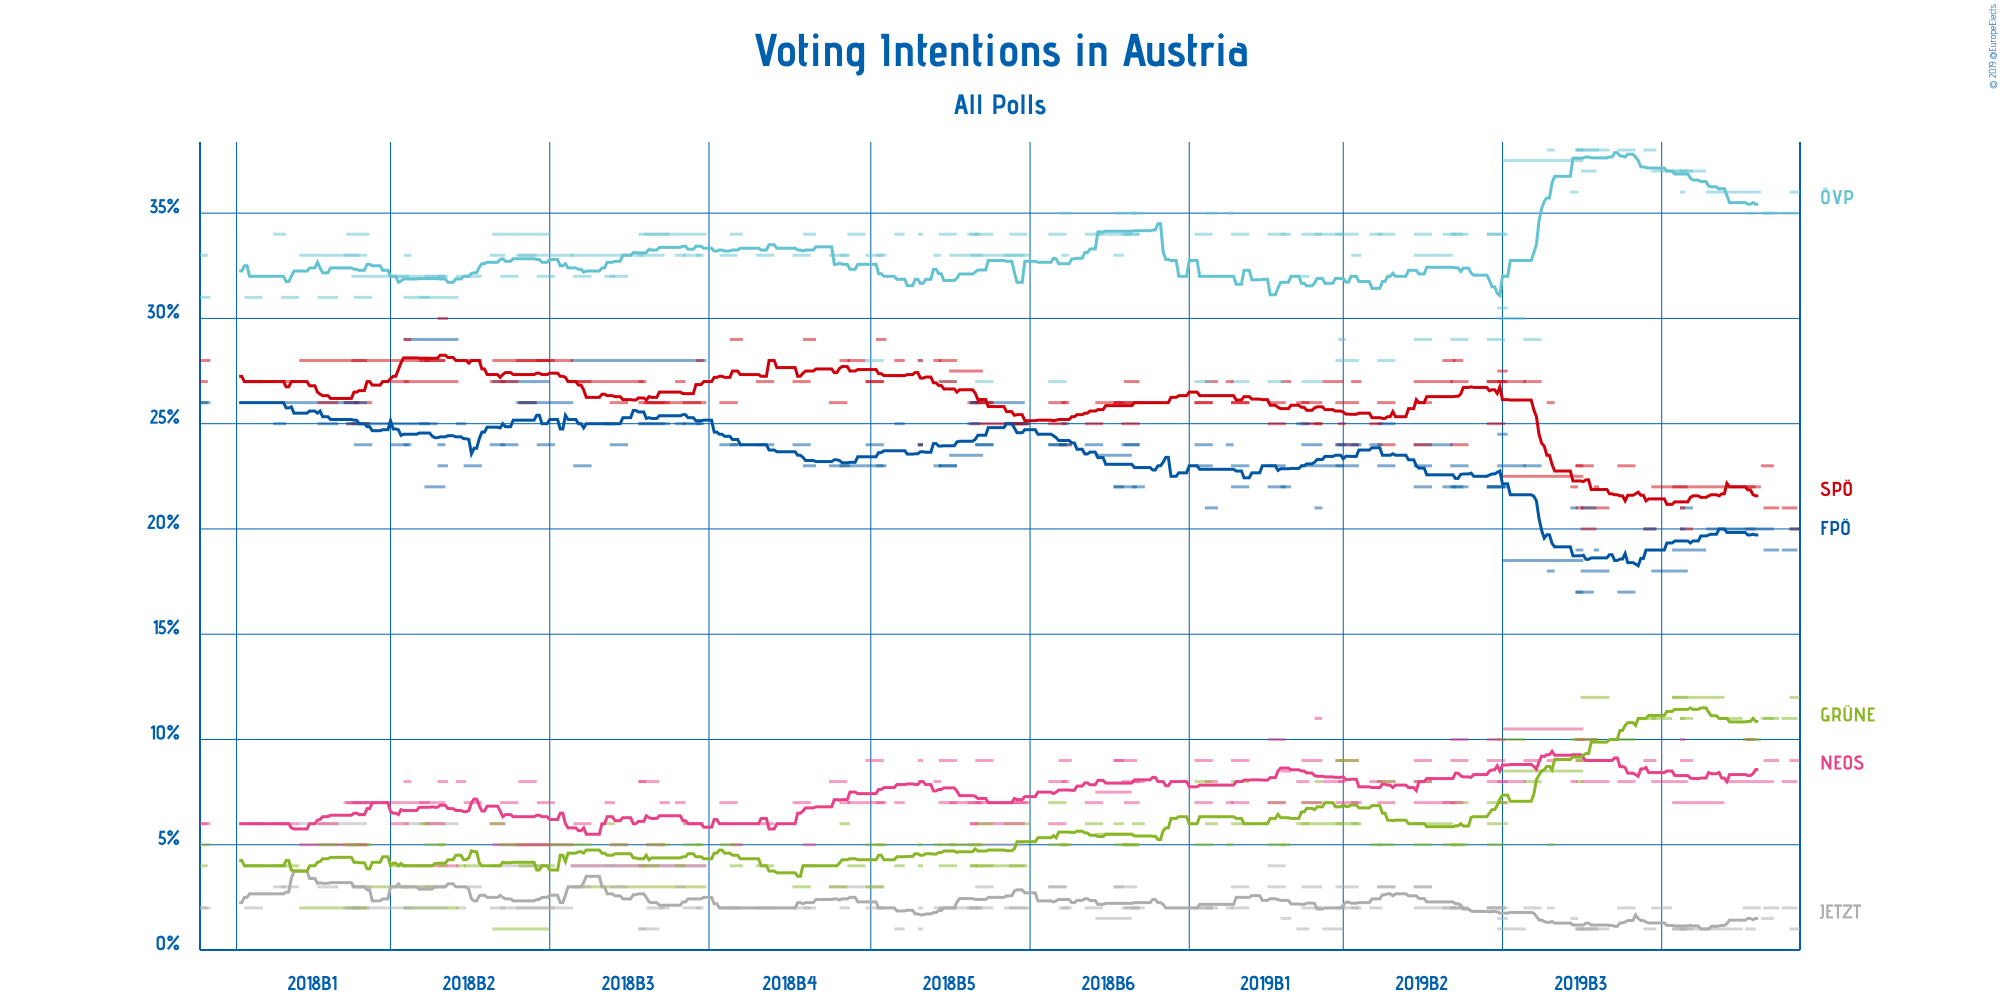 Voting Intentions in Austria
All Polls
© 2019 @EuropeElects
35%
30%
25%
20%
15%
10%
5%
0%
ÖVP
SPÖ
FPÖ
GRÜNE
NEOS
JETZT
2018B1 2018B2 2018B3 2018B4 2018B5 2018B6 2019B1 2019B2 2019B3